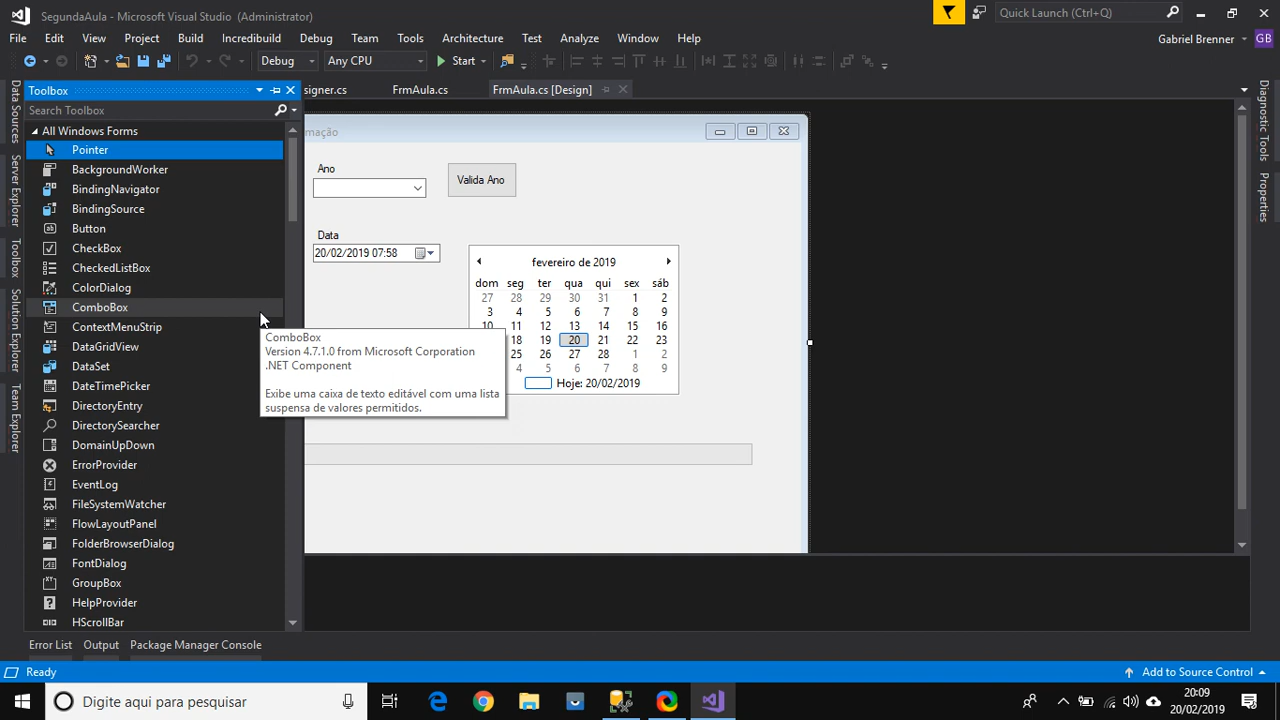 SegundaAula - Microsoft Visual Studio (Administrator)
Quick Launch (Ctrl+Q)
File Edit View Project Build Incredibuild Debug Team Tools Architecture Test Analyze Window Help
Gabriel Brenner GB
Debug Any CPU Start
Toolbox
igner.cs FrmAula.cs FrmAula.cs [Design]
Search Toolbox
All Windows Forms
Pointer
BackgroundWorker
BindingNavigator
BindingSource
Button
CheckBox
CheckedListBox
ColorDialog
ComboBox
ContextMenuStrip
DataGridView
DataSet
DateTimePicker
DirectoryEntry
DirectorySearcher
DomainUpDown
ErrorProvider
EventLog
FileSystemWatcher
FlowLayoutPanel
FolderBrowserDialog
FontDialog
GroupBox
HelpProvider
HScrollBar
Data Sources
Server Explorer
Toolbox
Solution Explorer
Team Explorer
mação
Ano
Valida Ano
Data
20/02/2019 07:58
fevereiro de 2019
dom seg ter qua qui sex sáb
27 28 29 30 31 1 2
3 4 5 6 7 8 9
10 11 12 13 14 15 16
18 19 20 21 22 23
25 26 27 28 1 2
4 5 6 7 8 9
Hoje: 20/02/2019
ComboBox
Version 4.7.1.0 from Microsoft Corporation
.NET Component
Exibe uma caixa de texto editável com uma lista
suspensa de valores permitidos.
Diagnostic Tools
Properties
Error List Output Package Manager Console
Ready
Add to Source Control
Digite aqui para pesquisar
20:09
20/02/2019